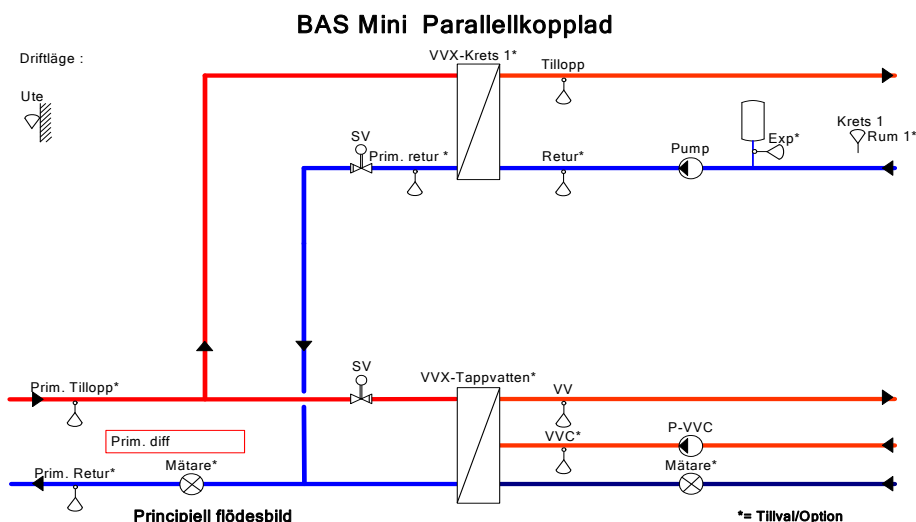 BAS Mini Parallellkopplad
Driftläge :
VVX-Krets 1*
Tillopp
Ute
SV
Prim. retur *
Retur*
Pump
Exp*
Krets 1
Rum 1*
SV
VVX-Tappvatten*
Prim. Tillopp*
VV
Prim. diff
VVC*
P-VVC
Prim. Retur*
Mätare*
Mätare*
Principiell flödesbild
*= Tillval/Option